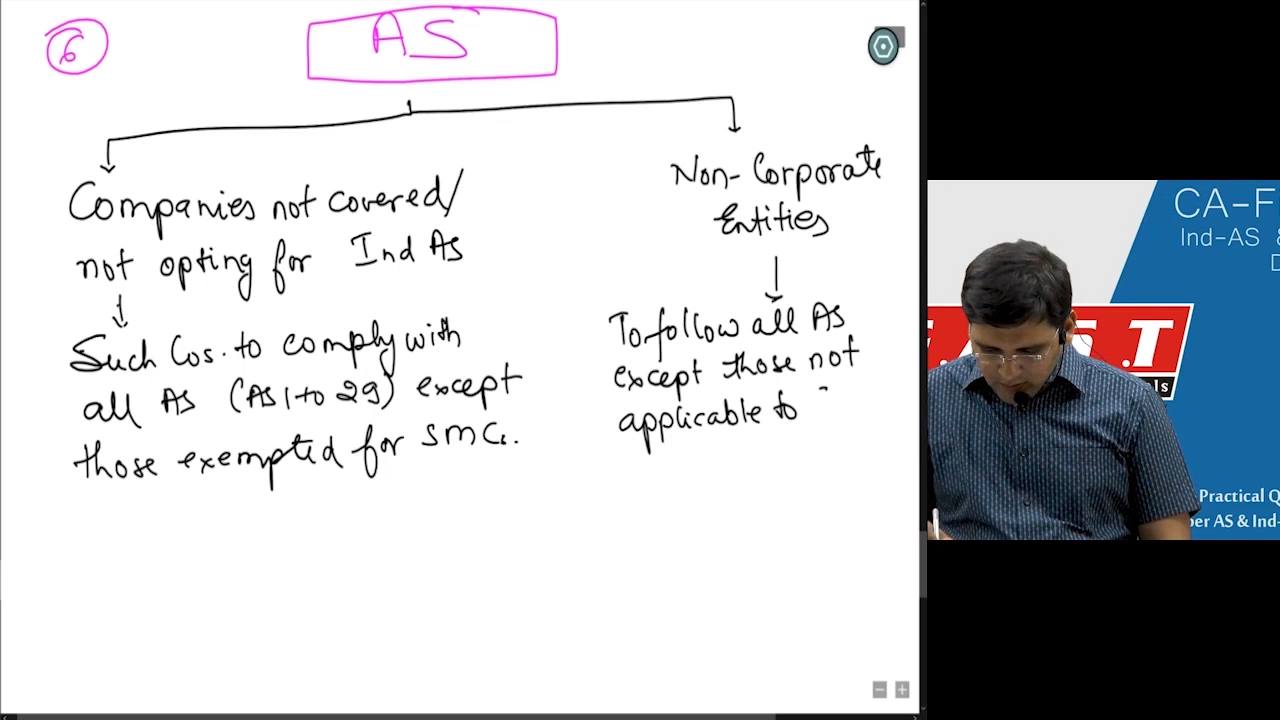 6
AS
Companies not covered/
not opting for Ind AS
Such Cos. to comply with
all AS (AS 1 to 29) except
those exempted for SMCs.
Non-Corporate
Entities
To follow all AS
except those not
applicable to
CA-F
Ind-AS &
D
.T
ls
Practical Q
per AS & Ind-